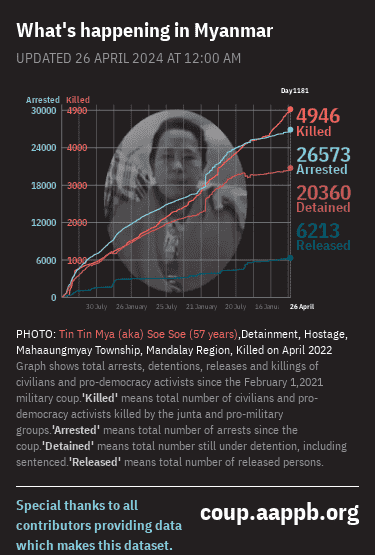 What's happening in Myanmar
UPDATED 26 APRIL 2024 AT 12:00 AM
Day1181
Arrested Killed
30000 4900
24000 4000
18000 3000
12000 2000
6000 1000
0
4946
Killed
26573
Arrested
20360
Detained
6213
Released
30 July 26 January 25 July 21 January 20 July 16 Janu. 26 April
PHOTO: Tin Tin Mya (aka) Soe Soe (57 years),Detainment, Hostage,
Mahaaungmyay Township, Mandalay Region, Killed on April 2022
Graph shows total arrests, detentions, releases and killings of
civilians and pro-democracy activists since the February 1,2021
military coup.'Killed' means total number of civilians and pro-
democracy activists killed by the junta and pro-military
groups.'Arrested' means total number of arrests since the
coup.'Detained' means total number still under detention, including
sentenced.'Released' means total number of released persons.
Special thanks to all
contributors providing data
which makes this dataset.
coup.aappb.org